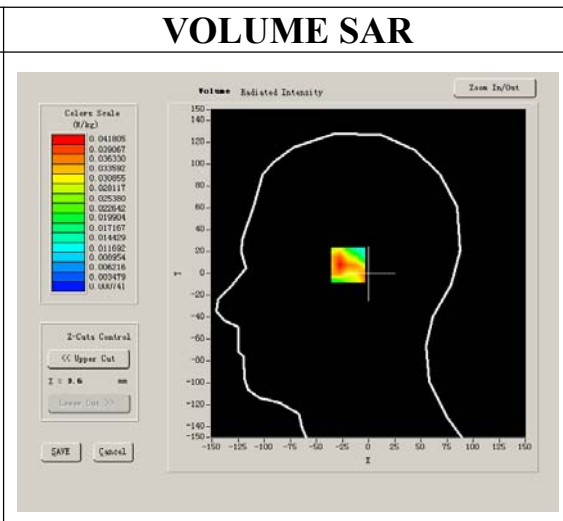 VOLUME SAR
Volume Radiated Intensity
Zoom In/Out
Colors Scale
(W/kg)
0.041805
0.039067
0.036330
0.033592
0.030855
0.028117
0.025380
0.022642
0.019904
0.017167
0.014429
0.011692
0.008954
0.006216
0.003479
0.000741
Z-Cuts Control
<< Upper Cut
mm
Lower Cut >>
SAVE
Cancel
150
140
120
100
80
60
40
20
0
-20
-40
-60
-80
-100
-120
-140
-150
Y
-150 -125 -100 -75 -50 -25 0 25 50 75 100 125 150
X